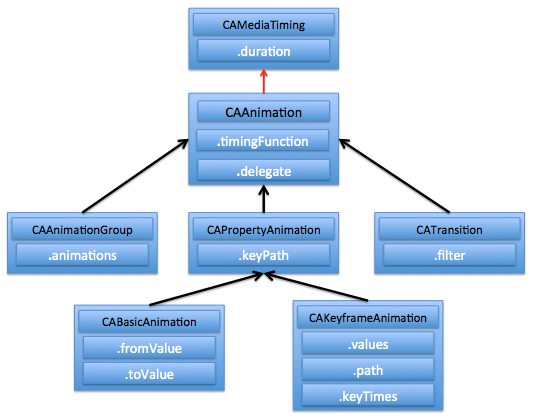 CAMediaTiming
.duration
CAAnimation
.timingFunction
.delegate
CAAnimationGroup
.animations
CAPropertyAnimation
.keyPath
CATransition
.filter
CABasicAnimation
.fromValue
.toValue
CAKeyframeAnimation
.values
.path
.keyTimes